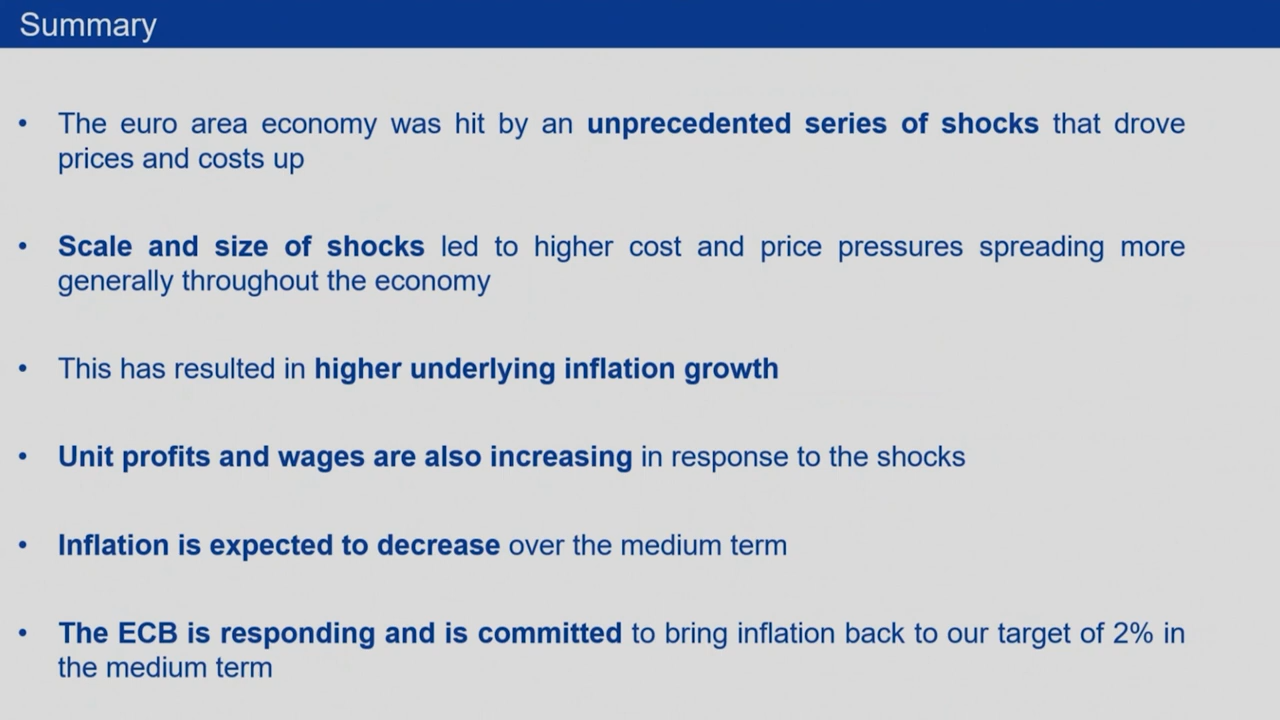 Summary
• The euro area economy was hit by an unprecedented series of shocks that drove
prices and costs up
• Scale and size of shocks led to higher cost and price pressures spreading more
generally throughout the economy
• This has resulted in higher underlying inflation growth
• Unit profits and wages are also increasing in response to the shocks
• Inflation is expected to decrease over the medium term
• The ECB is responding and is committed to bring inflation back to our target of 2% in
the medium term